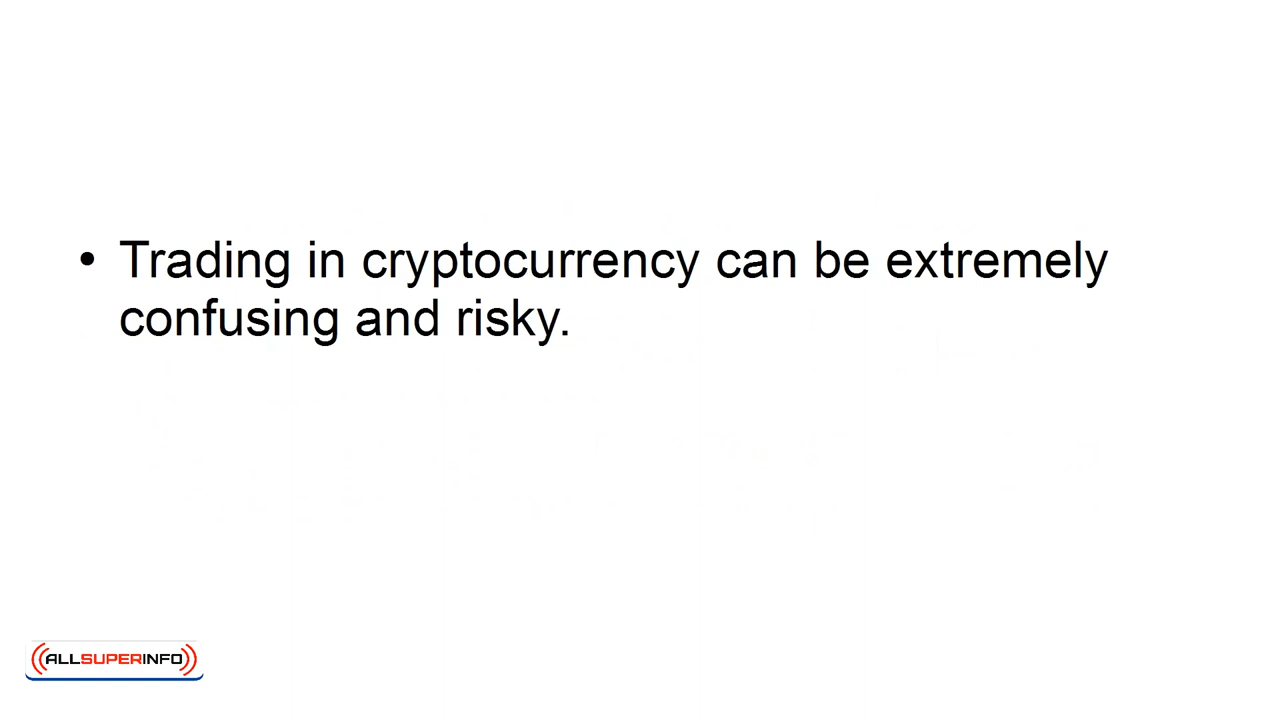 • Trading in cryptocurrency can be extremely
confusing and risky.
ALLSUPERINFO